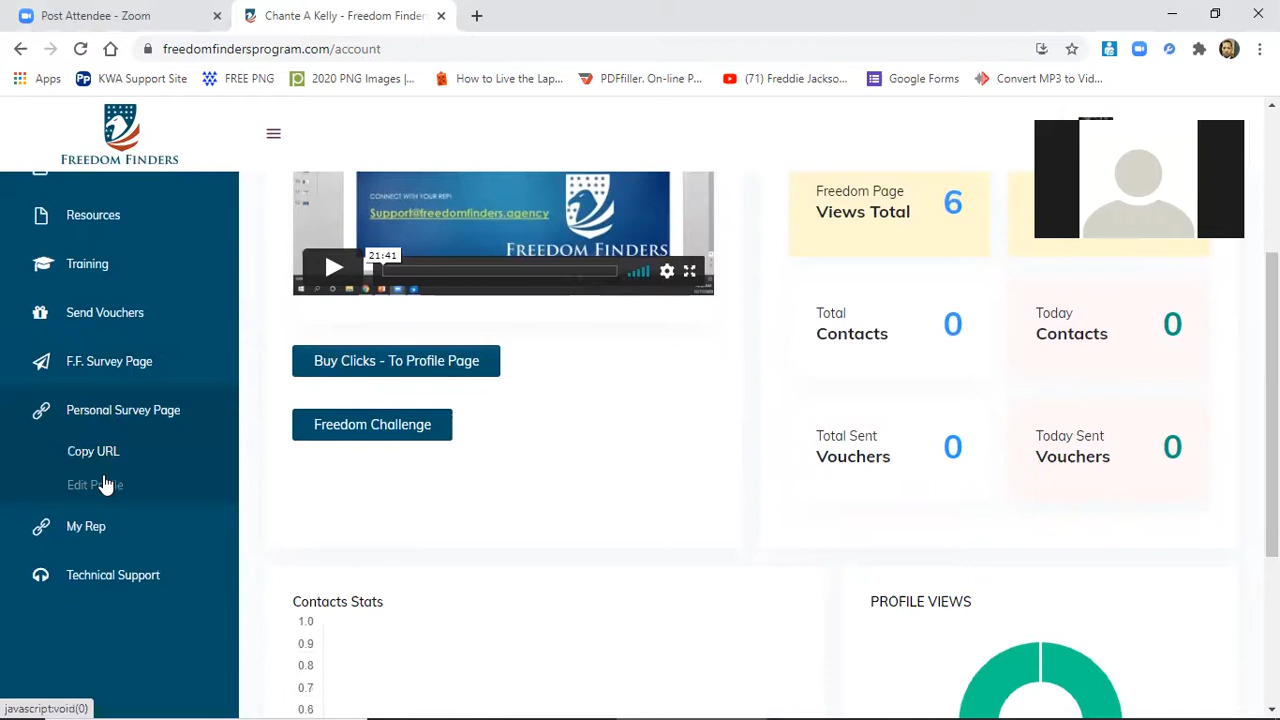 Post Attendee - Zoom
Chante A Kelly - Freedom Finders
freedomfindersprogram.com/account
Apps
KWA Support Site
FREE PNG
2020 PNG Images |...
How to Live the Lap...
PDFfiller. On-line P...
(71) Freddie Jackso...
Google Forms
Convert MP3 to Vid...
FREEDOM FINDERS
Resources
Training
Send Vouchers
F.F. Survey Page
Personal Survey Page
Copy URL
Edit Profile
My Rep
Technical Support
CONNECT WITH YOUR REP!
Support@freedomfinders.agency
FREEDOM FINDERS
21:41
Buy Clicks - To Profile Page
Freedom Challenge
Freedom Page
Views Total
6
Total
Contacts
0
Today
Contacts
0
Total Sent
Vouchers
0
Today Sent
Vouchers
0
Contacts Stats
1.0
0.9
0.8
0.7
0.6
PROFILE VIEWS
javascript:void(0)